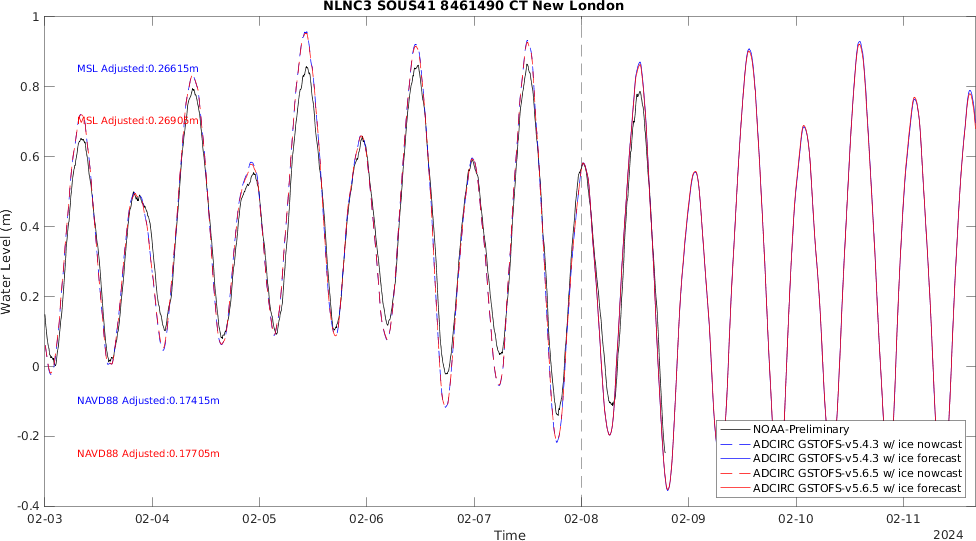 NLNC3 SOUS41 8461490 CT New London
1
0.8
0.6
0.4
0.2
0
-0.2
-0.4
Water Level (m)
MSL Adjusted:0.26615m
MSL Adjusted:0.26905m
NAVD88 Adjusted:0.17415m
NAVD88 Adjusted:0.17705m
NOAA-Preliminary
ADCIRC GSTOFS-v5.4.3 w/ ice nowcast
ADCIRC GSTOFS-v5.4.3 w/ ice forecast
ADCIRC GSTOFS-v5.6.5 w/ ice nowcast
ADCIRC GSTOFS-v5.6.5 w/ ice forecast
02-03 02-04 02-05 02-06 02-07 02-08 02-09 02-10 02-11
Time
2024